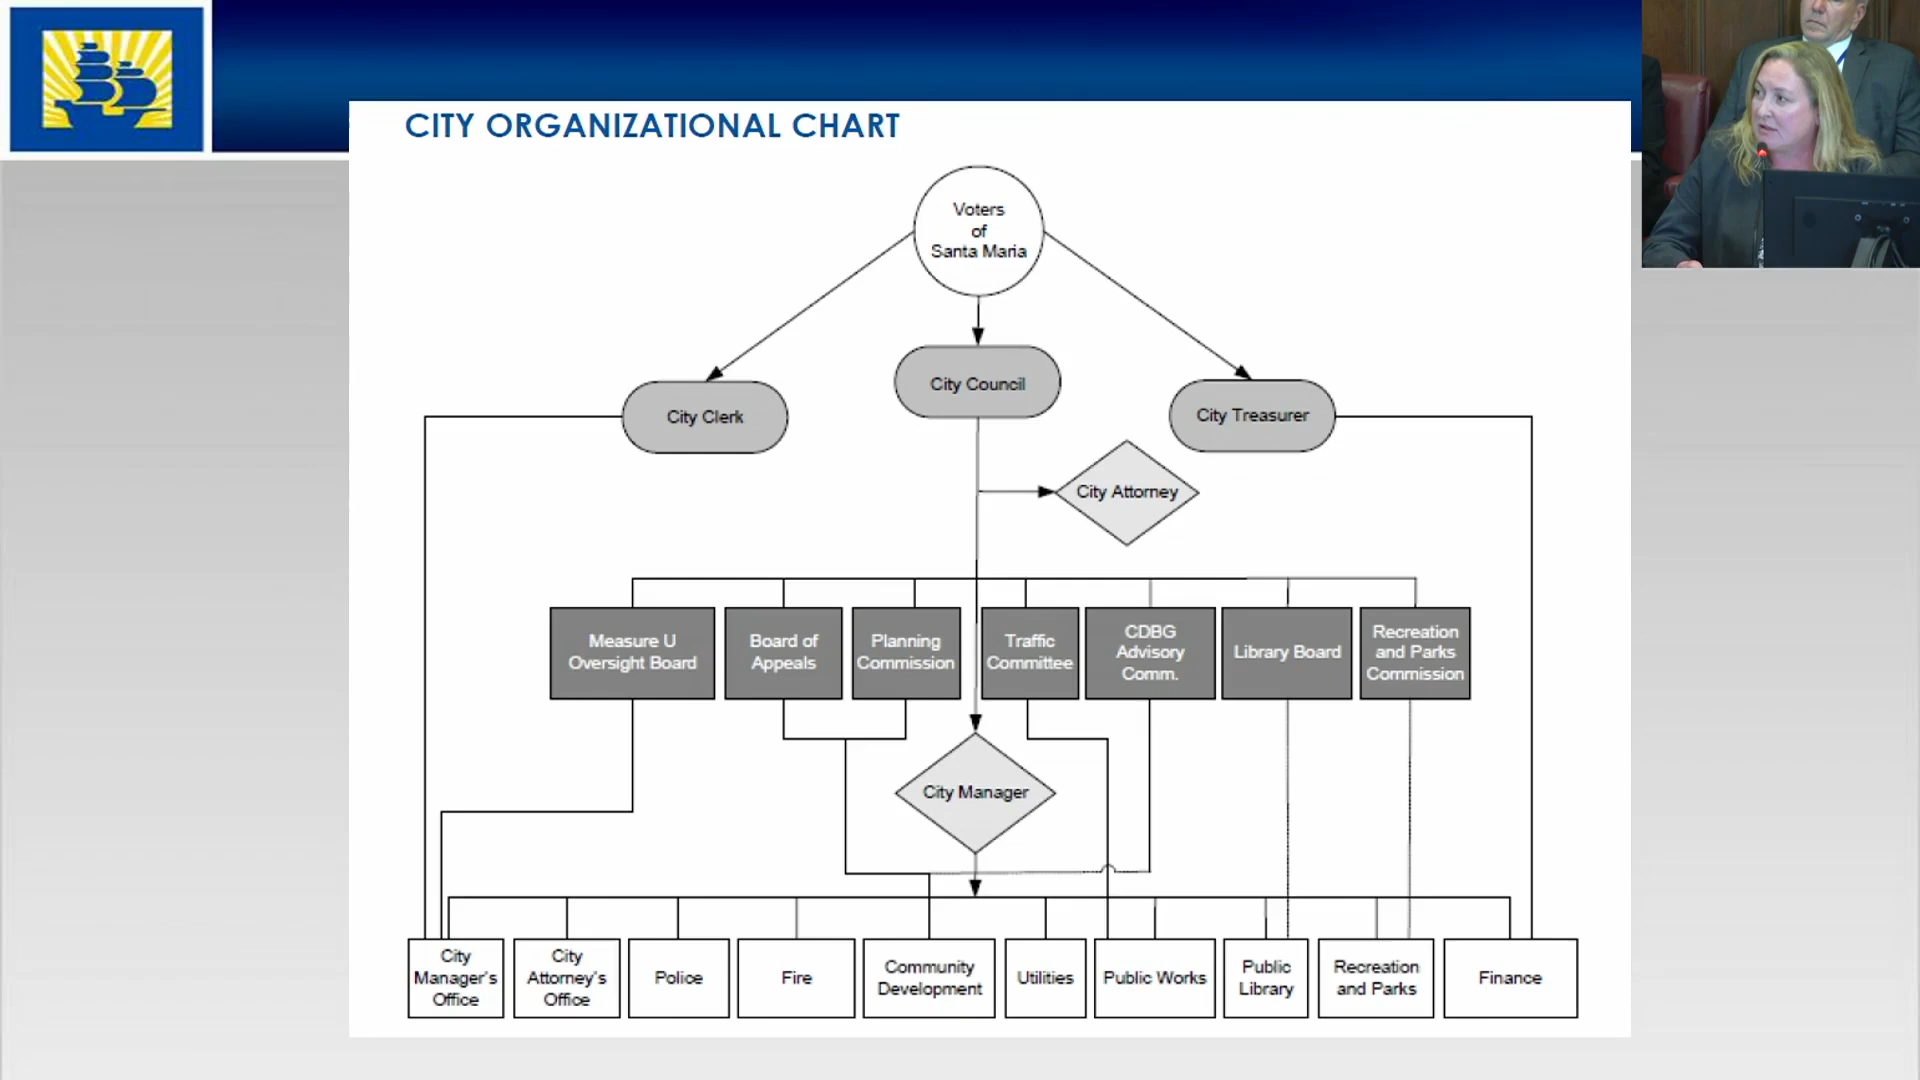 CITY ORGANIZATIONAL CHART
Voters
of
Santa Maria
City Clerk
City Council
City Treasurer
City Attorney
Measure U
Oversight Board
Board of
Appeals
Planning
Commission
Traffic
Committee
CDBG
Advisory
Comm.
Library Board
Recreation
and Parks
Commission
City Manager
City
Manager's
Office
City
Attorney's
Office
Police
Fire
Community
Development
Utilities
Public Works
Public
Library
Recreation
and Parks
Finance